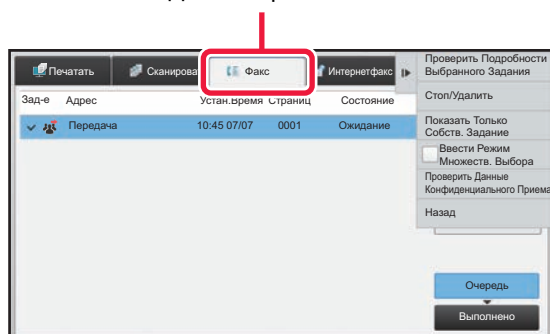 Печатать
Сканирова
Факс
Интернетфакс
Проверить Подробности
Выбранного Задания
Стоп/Удалить
Показать Только
Собств. Задание
Ввести Режим
Множеств. Выбора
Проверить Данные
Конфиденциального Приема
Назад
Зад-е Адрес Устан.Время Страниц Состояние
Передача 10:45 07/07 0001 Ожидание
Очередь
Выполнено